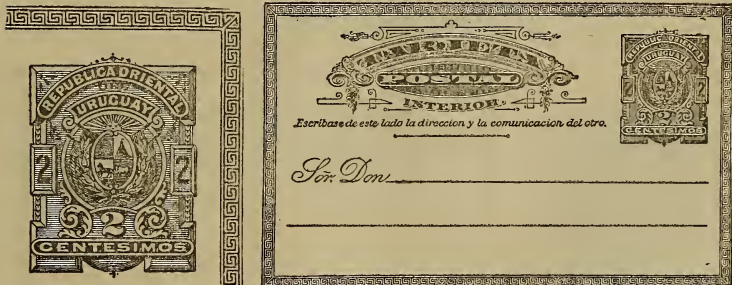 REPUBLICA ORIENTAL
DEL
URUGUAY
2 2
2
CENTESIMOS
TARJETA
POSTAL
INTERIOR.
Escribase de este lado la direccion y la comunicacion del otro.
REPUBLICA ORIENTAL
URUGUAY
2 2
2
CENTESIMOS
Sor. Don